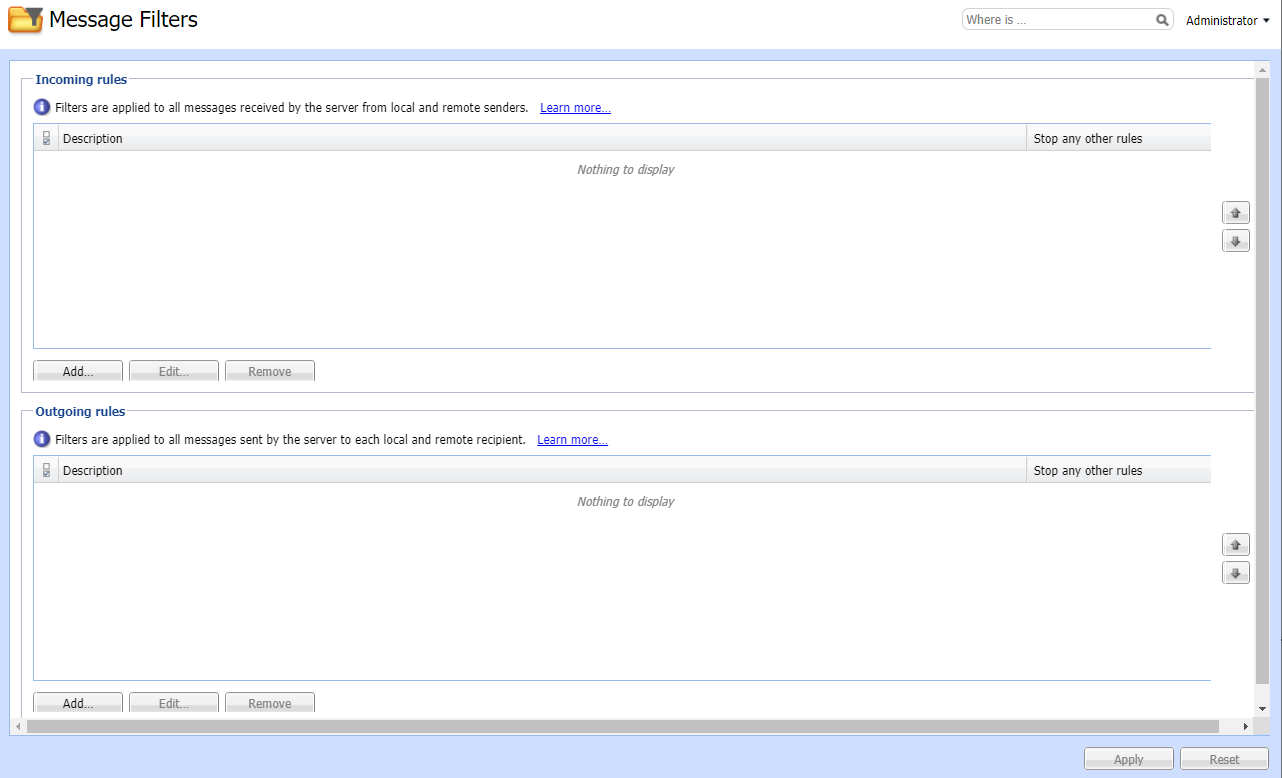 Message Filters
Where is ...
Administrator
Incoming rules
Filters are applied to all messages received by the server from local and remote senders. Learn more...
Description Stop any other rules
Nothing to display
Add... Edit... Remove
Outgoing rules
Filters are applied to all messages sent by the server to each local and remote recipient. Learn more...
Description Stop any other rules
Nothing to display
Add... Edit... Remove
Apply Reset